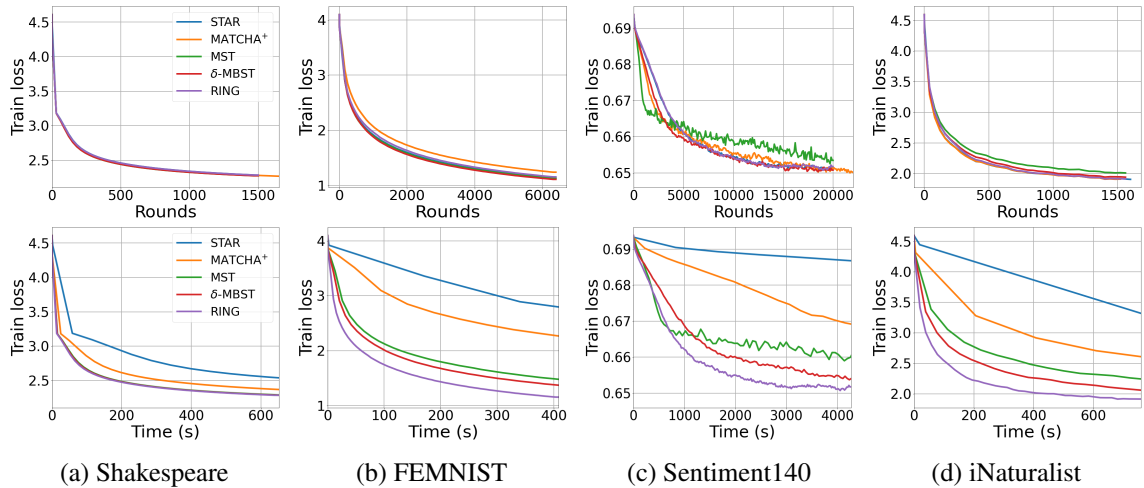 4.5
4.0
3.5
3.0
2.5
Train loss
STAR
MATCHA+
MST
δ-MBST
RING
0
500
1000
1500
Rounds
4
3
2
1
Train loss
0
2000
4000
6000
Rounds
0.69
0.68
0.67
0.66
0.65
Train loss
0
5000
10000
15000
20000
Rounds
4.5
4.0
3.5
3.0
2.5
2.0
Train loss
0
500
1000
1500
Rounds
4.5
4.0
3.5
3.0
2.5
Train loss
STAR
MATCHA+
MST
δ-MBST
RING
0
200
400
600
Time (s)
4
3
2
1
Train loss
0
100
200
300
400
Time (s)
0.69
0.68
0.67
0.66
0.65
Train loss
0
1000
2000
3000
4000
Time (s)
4.5
4.0
3.5
3.0
2.5
2.0
Train loss
0
200
400
600
Time (s)
(a) Shakespeare
(b) FEMNIST
(c) Sentiment140
(d) iNaturalist